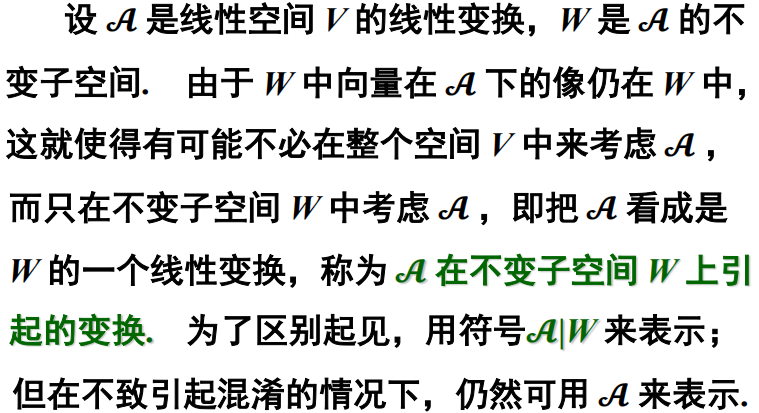 设 𝒜 是线性空间 V 的线性变换，W 是 𝒜 的不
变子空间. 由于 W 中向量在 𝒜 下的像仍在 W 中，
这就使得有可能不必在整个空间 V 中来考虑 𝒜 ，
而只在不变子空间 W 中考虑 𝒜 ，即把 𝒜 看成是
W 的一个线性变换，称为 𝒜 在不变子空间 W 上引
起的变换. 为了区别起见，用符号𝒜|W 来表示；
但在不致引起混淆的情况下，仍然可用 𝒜 来表示.